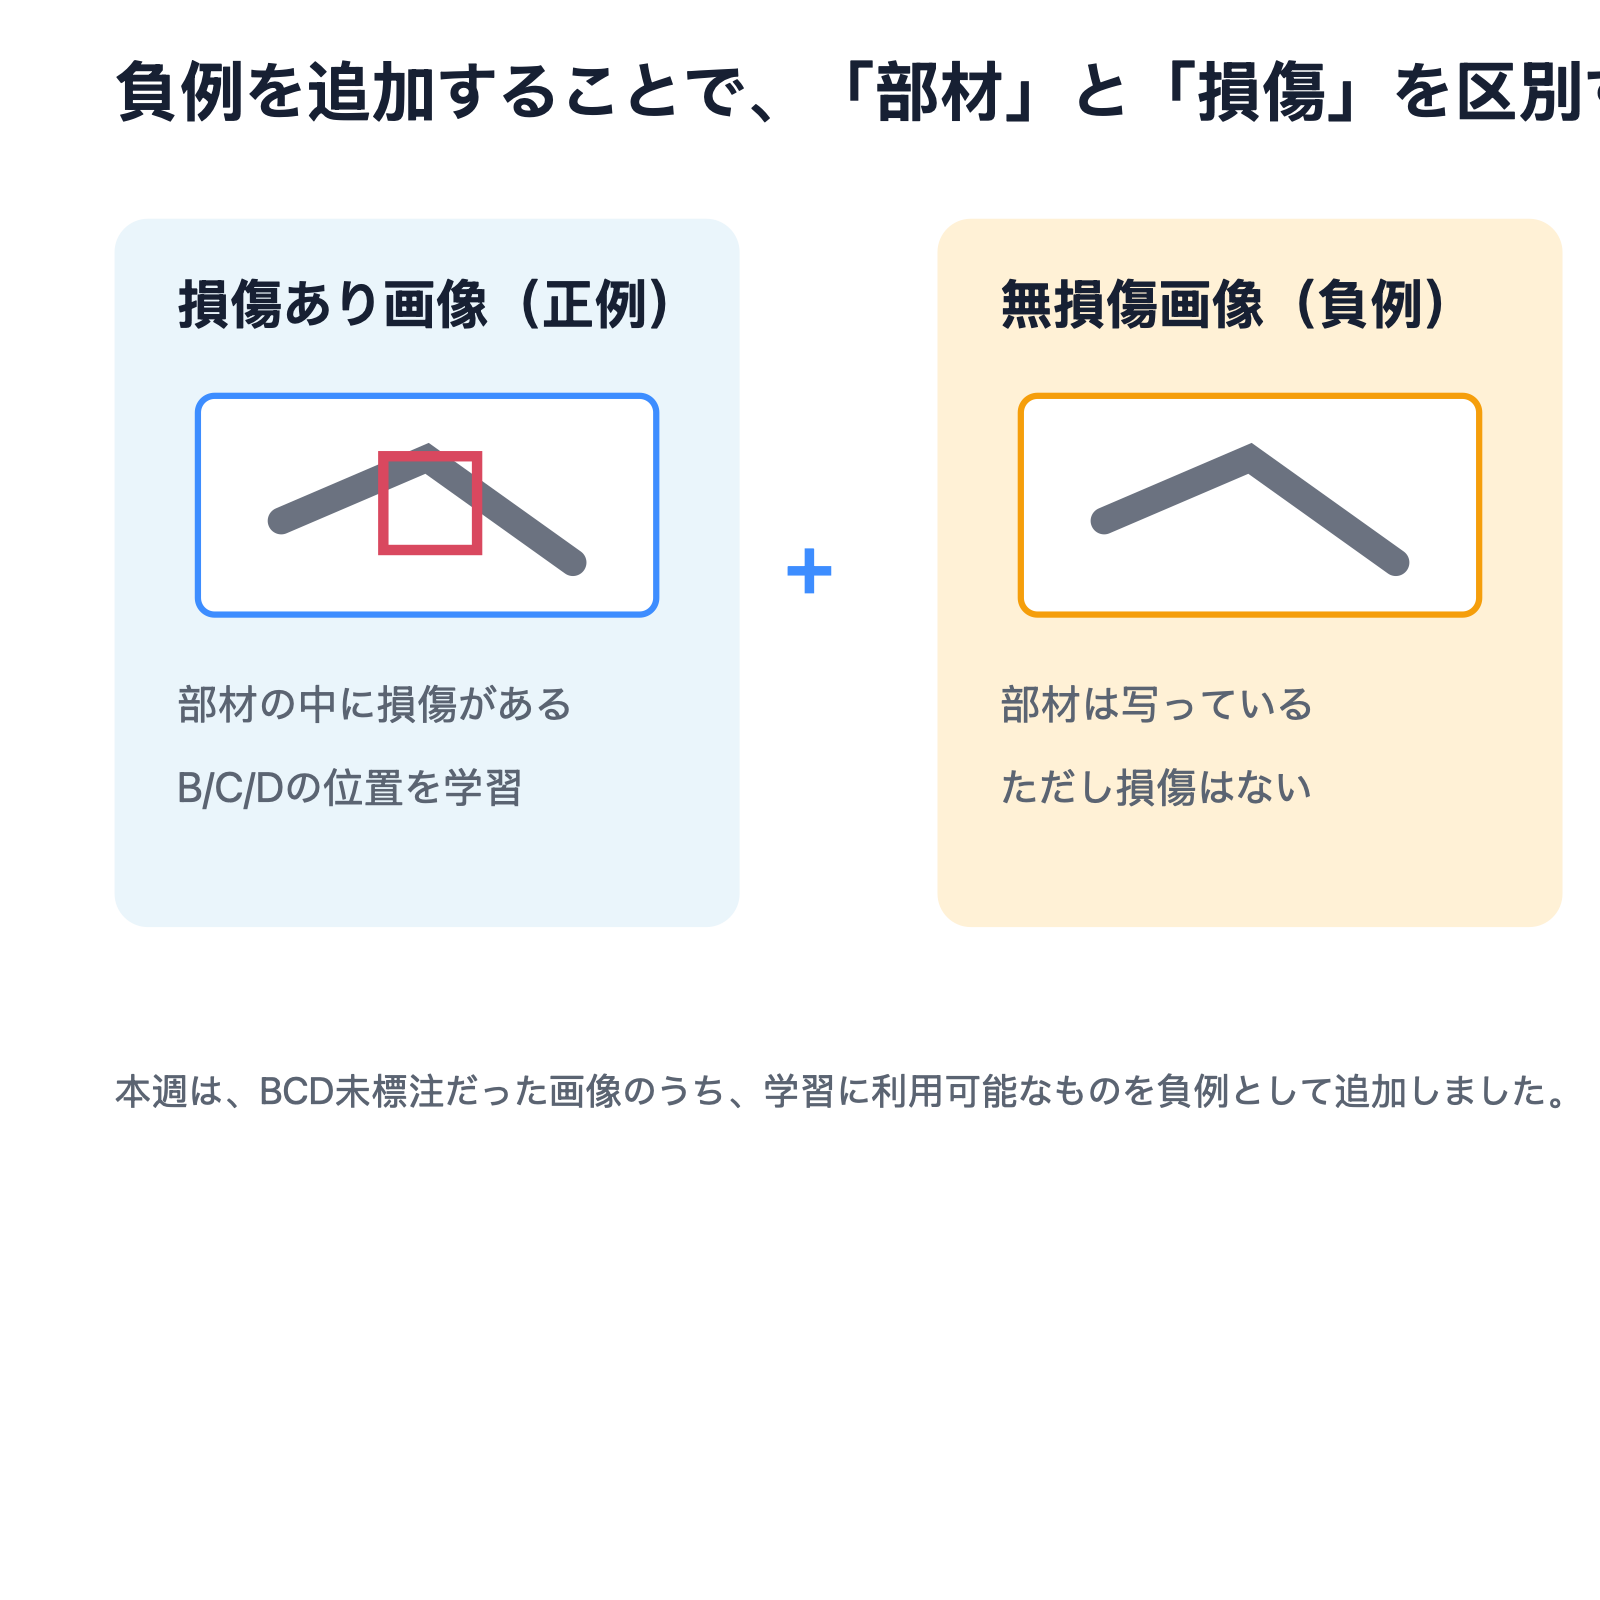 負例を追加することで、「部材」と「損傷」を区別す
損傷あり画像（正例）
部材の中に損傷がある
B/C/Dの位置を学習
+
無損傷画像（負例）
部材は写っている
ただし損傷はない
本週は、BCD未標注だった画像のうち、学習に利用可能なものを負例として追加しました。